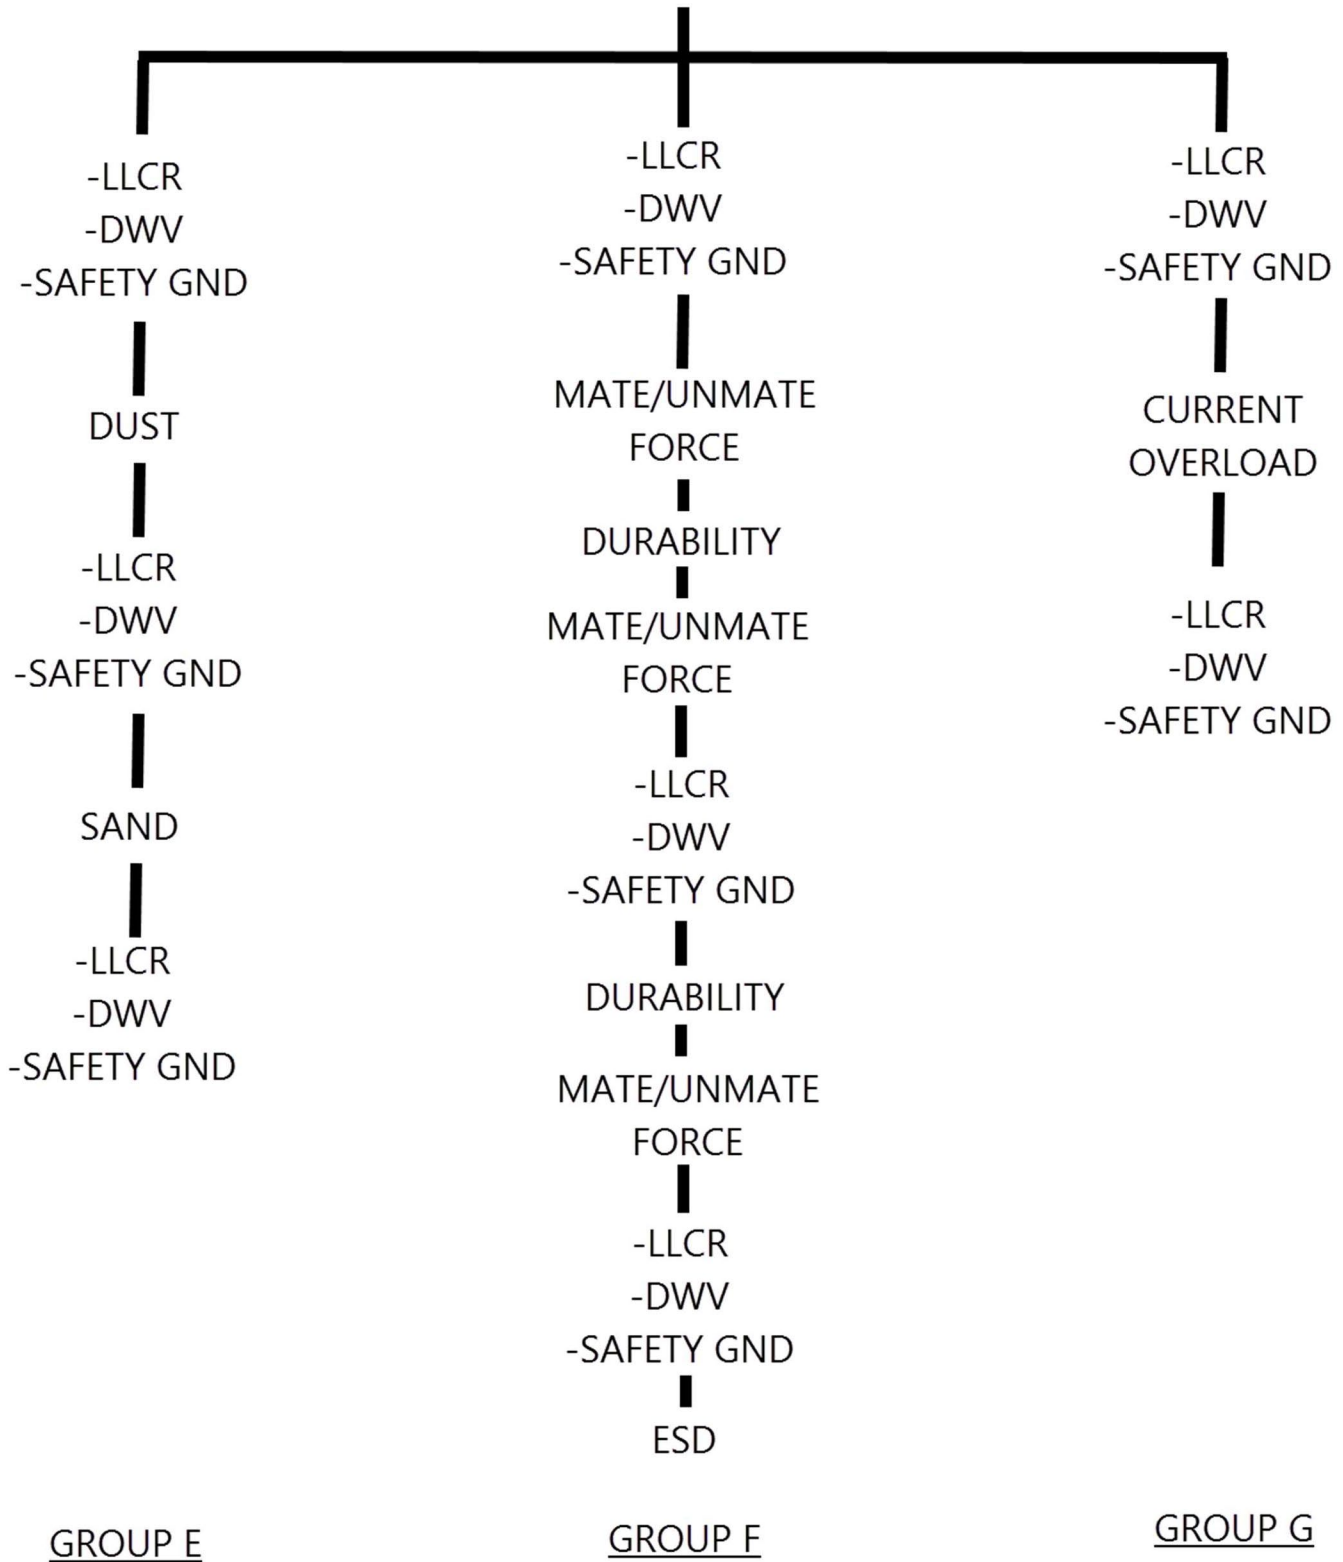 -LLCR
-DWV
-SAFETY GND
DUST
-LLCR
-DWV
-SAFETY GND
SAND
-LLCR
-DWV
-SAFETY GND
GROUP E
-LLCR
-DWV
-SAFETY GND
MATE/UNMATE
FORCE
DURABILITY
MATE/UNMATE
FORCE
-LLCR
-DWV
-SAFETY GND
DURABILITY
MATE/UNMATE
FORCE
-LLCR
-DWV
-SAFETY GND
ESD
GROUP F
-LLCR
-DWV
-SAFETY GND
CURRENT
OVERLOAD
-LLCR
-DWV
-SAFETY GND
GROUP G